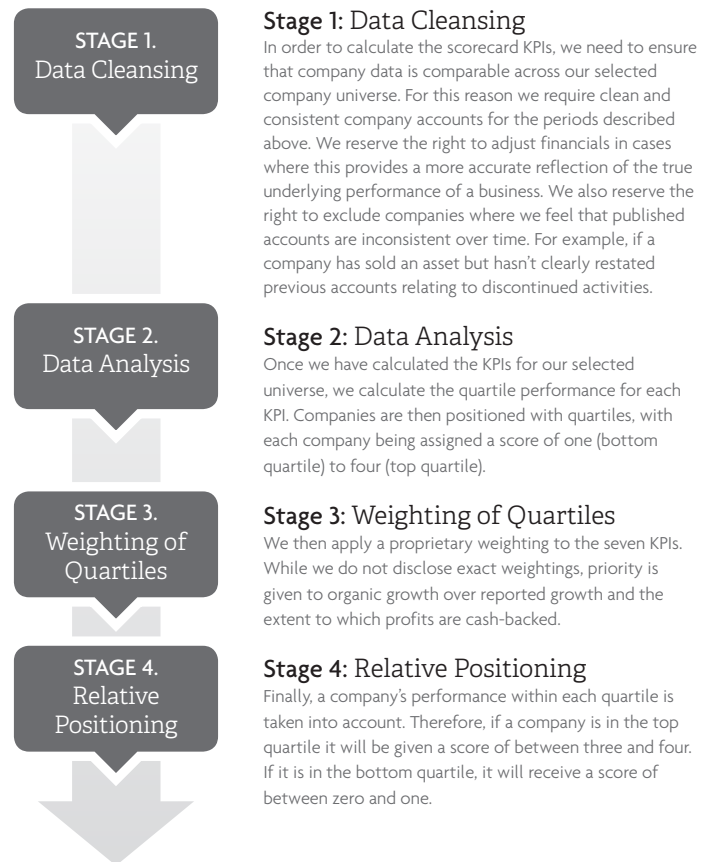 STAGE 1.
Data Cleansing
Stage 1: Data Cleansing
In order to calculate the scorecard KPIs, we need to ensure
that company data is comparable across our selected
company universe. For this reason we require clean and
consistent company accounts for the periods described
above. We reserve the right to adjust financials in cases
where this provides a more accurate reflection of the true
underlying performance of a business. We also reserve the
right to exclude companies where we feel that published
accounts are inconsistent over time. For example, if a
company has sold an asset but hasn’t clearly restated
previous accounts relating to discontinued activities.
STAGE 2.
Data Analysis
Stage 2: Data Analysis
Once we have calculated the KPIs for our selected
universe, we calculate the quartile performance for each
KPI. Companies are then positioned with quartiles, with
each company being assigned a score of one (bottom
quartile) to four (top quartile).
STAGE 3.
Weighting of
Quartiles
Stage 3: Weighting of Quartiles
We then apply a proprietary weighting to the seven KPIs.
While we do not disclose exact weightings, priority is
given to organic growth over reported growth and the
extent to which profits are cash-backed.
STAGE 4.
Relative
Positioning
Stage 4: Relative Positioning
Finally, a company’s performance within each quartile is
taken into account. Therefore, if a company is in the top
quartile it will be given a score of between three and four.
If it is in the bottom quartile, it will receive a score of
between zero and one.